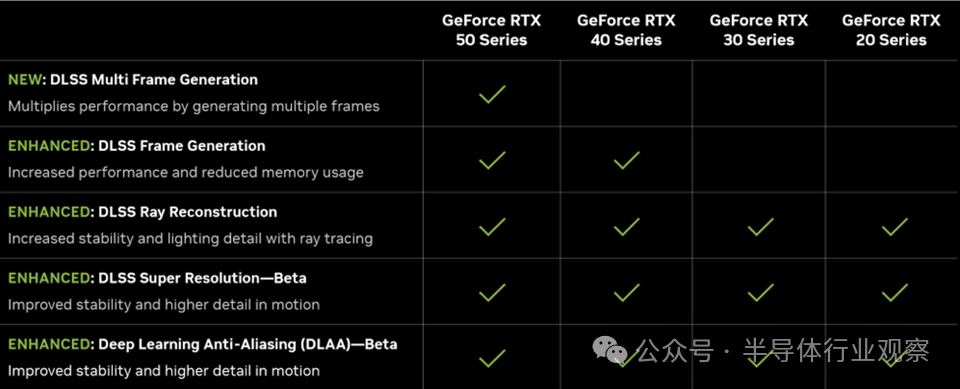 GeForce RTX GeForce RTX GeForce RTX GeForce RTX
50 Series 40 Series 30 Series 20 Series
NEW: DLSS Multi Frame Generation
Multiplies performance by generating multiple frames
ENHANCED: DLSS Frame Generation
Increased performance and reduced memory usage
ENHANCED: DLSS Ray Reconstruction
Increased stability and lighting detail with ray tracing
ENHANCED: DLSS Super Resolution—Beta
Improved stability and higher detail in motion
ENHANCED: Deep Learning Anti-Aliasing (DLAA)—Beta
公众号 · 半导体行业观察
Improved stability and higher detail in motion